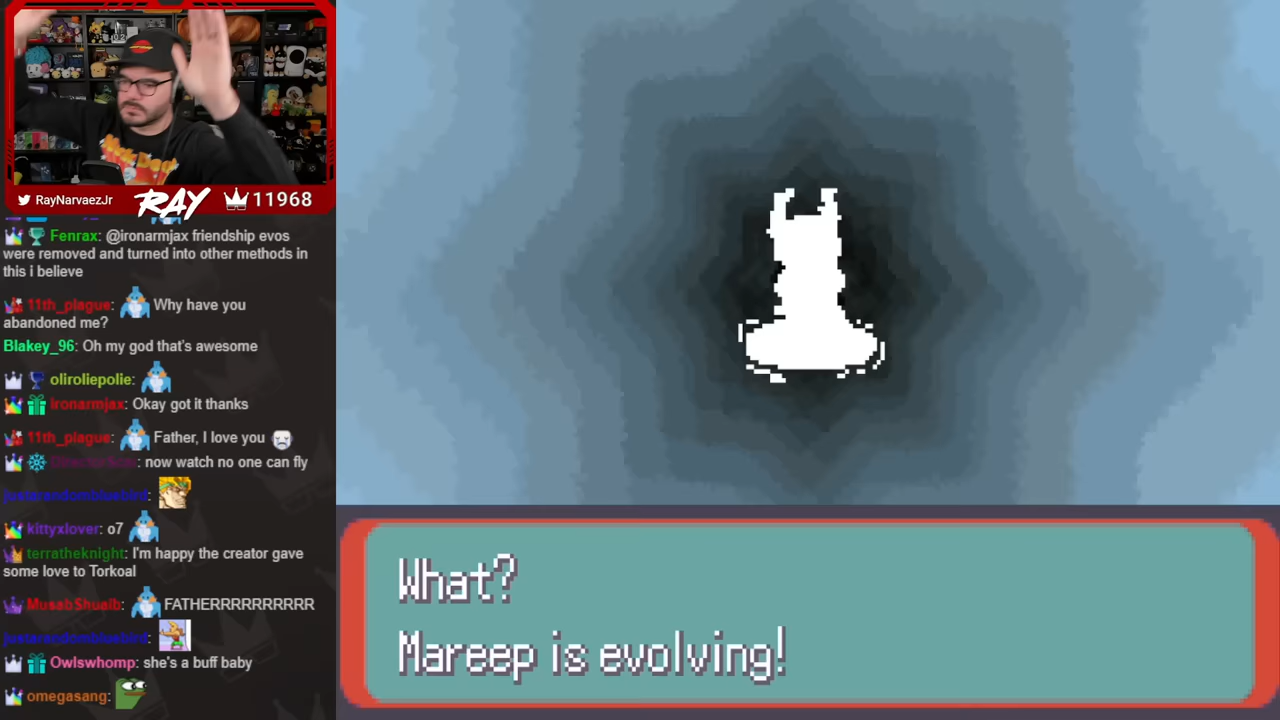 RayNarvaezJr
RAY
11968
Fenrax: @ironarmjax friendship evos
were removed and turned into other methods in
this i believe
11th_plague: Why have you
abandoned me?
Blakey_96: Oh my god that's awesome
oliroliepolie:
ironarmjax: Okay got it thanks
11th_plague: Father, I love you
: now watch no one can fly
justarandombluebird:
kittyxlover: o7
terratheknight: I'm happy the creator gave
some love to Torkoal
MusabShuaib: FATHERRRRRRRRRR
justarandombluebird:
Owlswhomp: she's a buff baby
omegasang:
What?
Mareep is evolving!